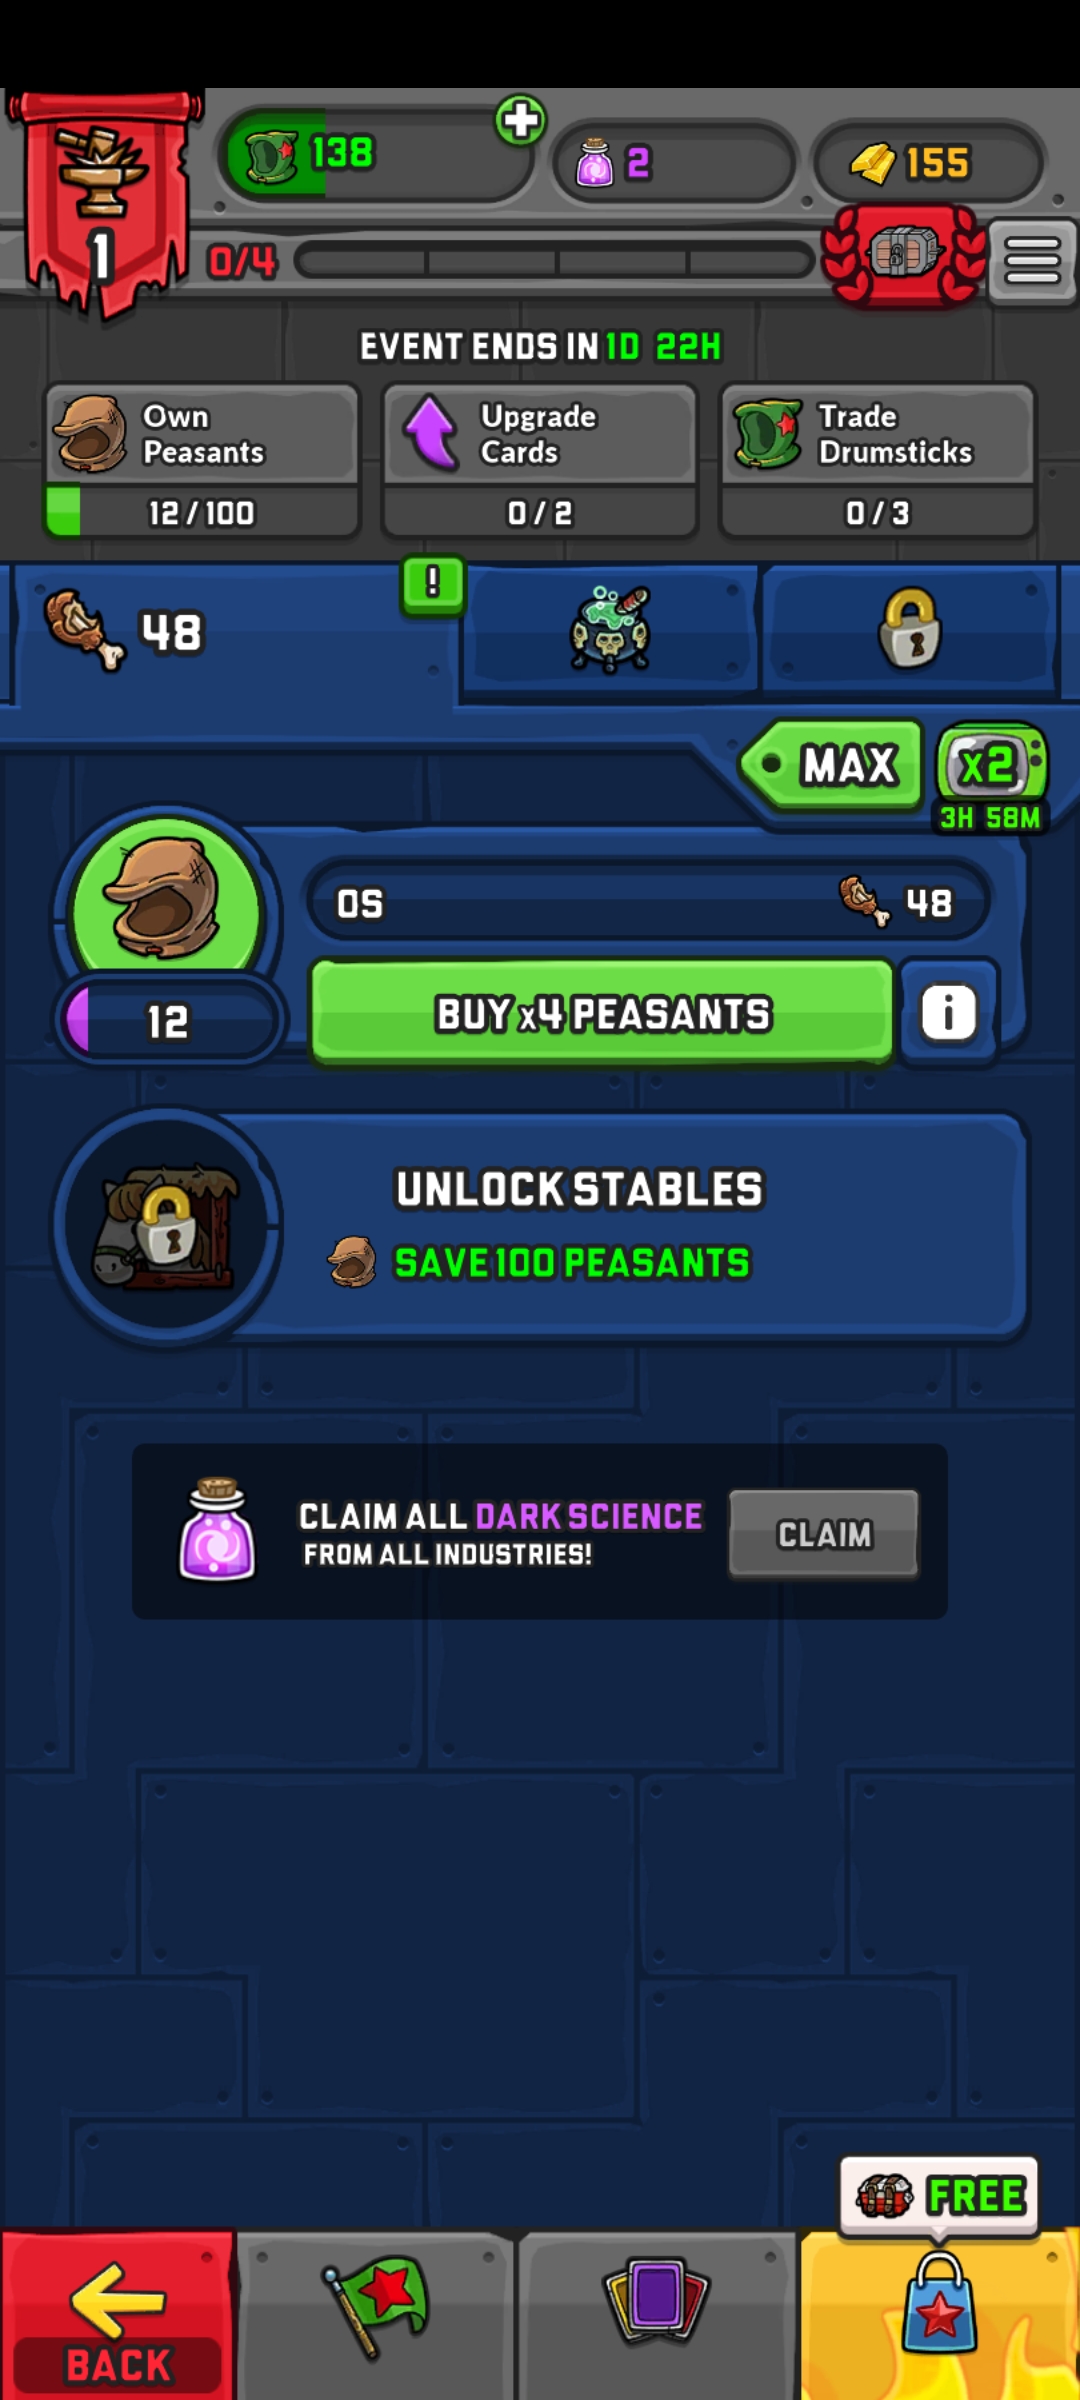 138
2
155
1
0/4
EVENT ENDS IN 1D 22H
Own
Peasants
12/100
Upgrade
Cards
0/2
Trade
Drumsticks
0/3
48
!
MAX
x2
3H 58M
0S
48
12
BUY x4 PEASANTS
i
UNLOCK STABLES
SAVE 100 PEASANTS
CLAIM ALL DARK SCIENCE
FROM ALL INDUSTRIES!
CLAIM
FREE
BACK